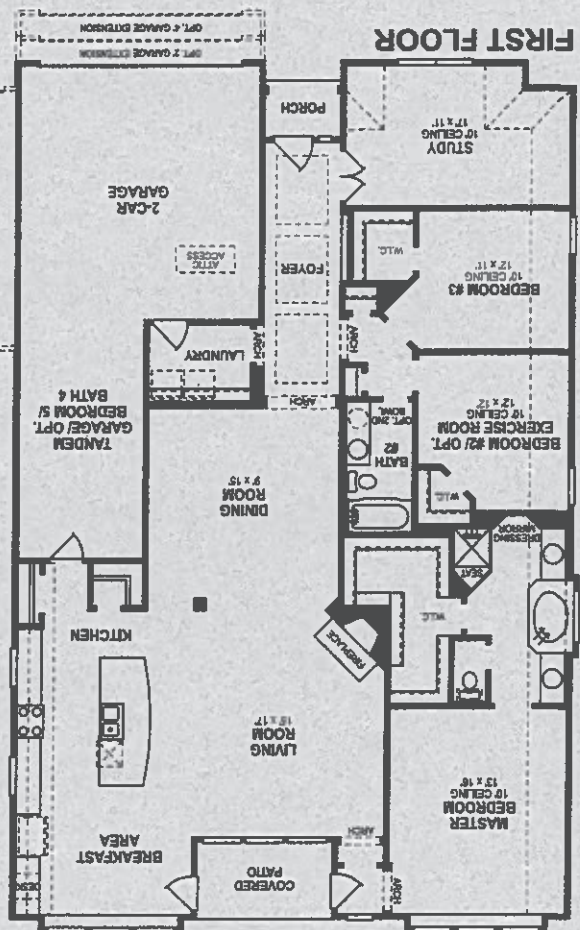 FIRST FLOOR
MASTER
BEDROOM
13' x 16'
10' CEILING
ARCH
ARCH
COVERED
PATIO
BREAKFAST
AREA
DESK
LIVING
ROOM
15' x 17'
FIREPLACE
KITCHEN
W.I.C.
SEAT
DRESSING
MIRROR
W.I.C.
BEDROOM #2/ OPT.
EXERCISE ROOM
12' x 12'
10' CEILING
BATH
#2
OPT. 2ND
BOWL
DINING
ROOM
9' x 15'
TANDEM
GARAGE/ OPT.
BEDROOM 5/
BATH 4
ARCH
ARCH
ARCH
LAUNDRY
BEDROOM #3
12' x 11'
10' CEILING
W.I.C.
FOYER
ATTIC
ACCESS
2-CAR
GARAGE
STUDY
10' CEILING
17' x 11'
PORCH
OPT. 2' GARAGE EXTENSION
OPT. 4' GARAGE EXTENSION